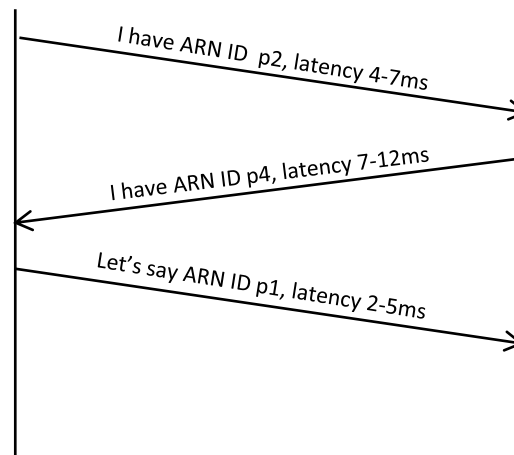 I have ARN ID p2, latency 4-7ms
I have ARN ID p4, latency 7-12ms
Let’s say ARN ID p1, latency 2-5ms